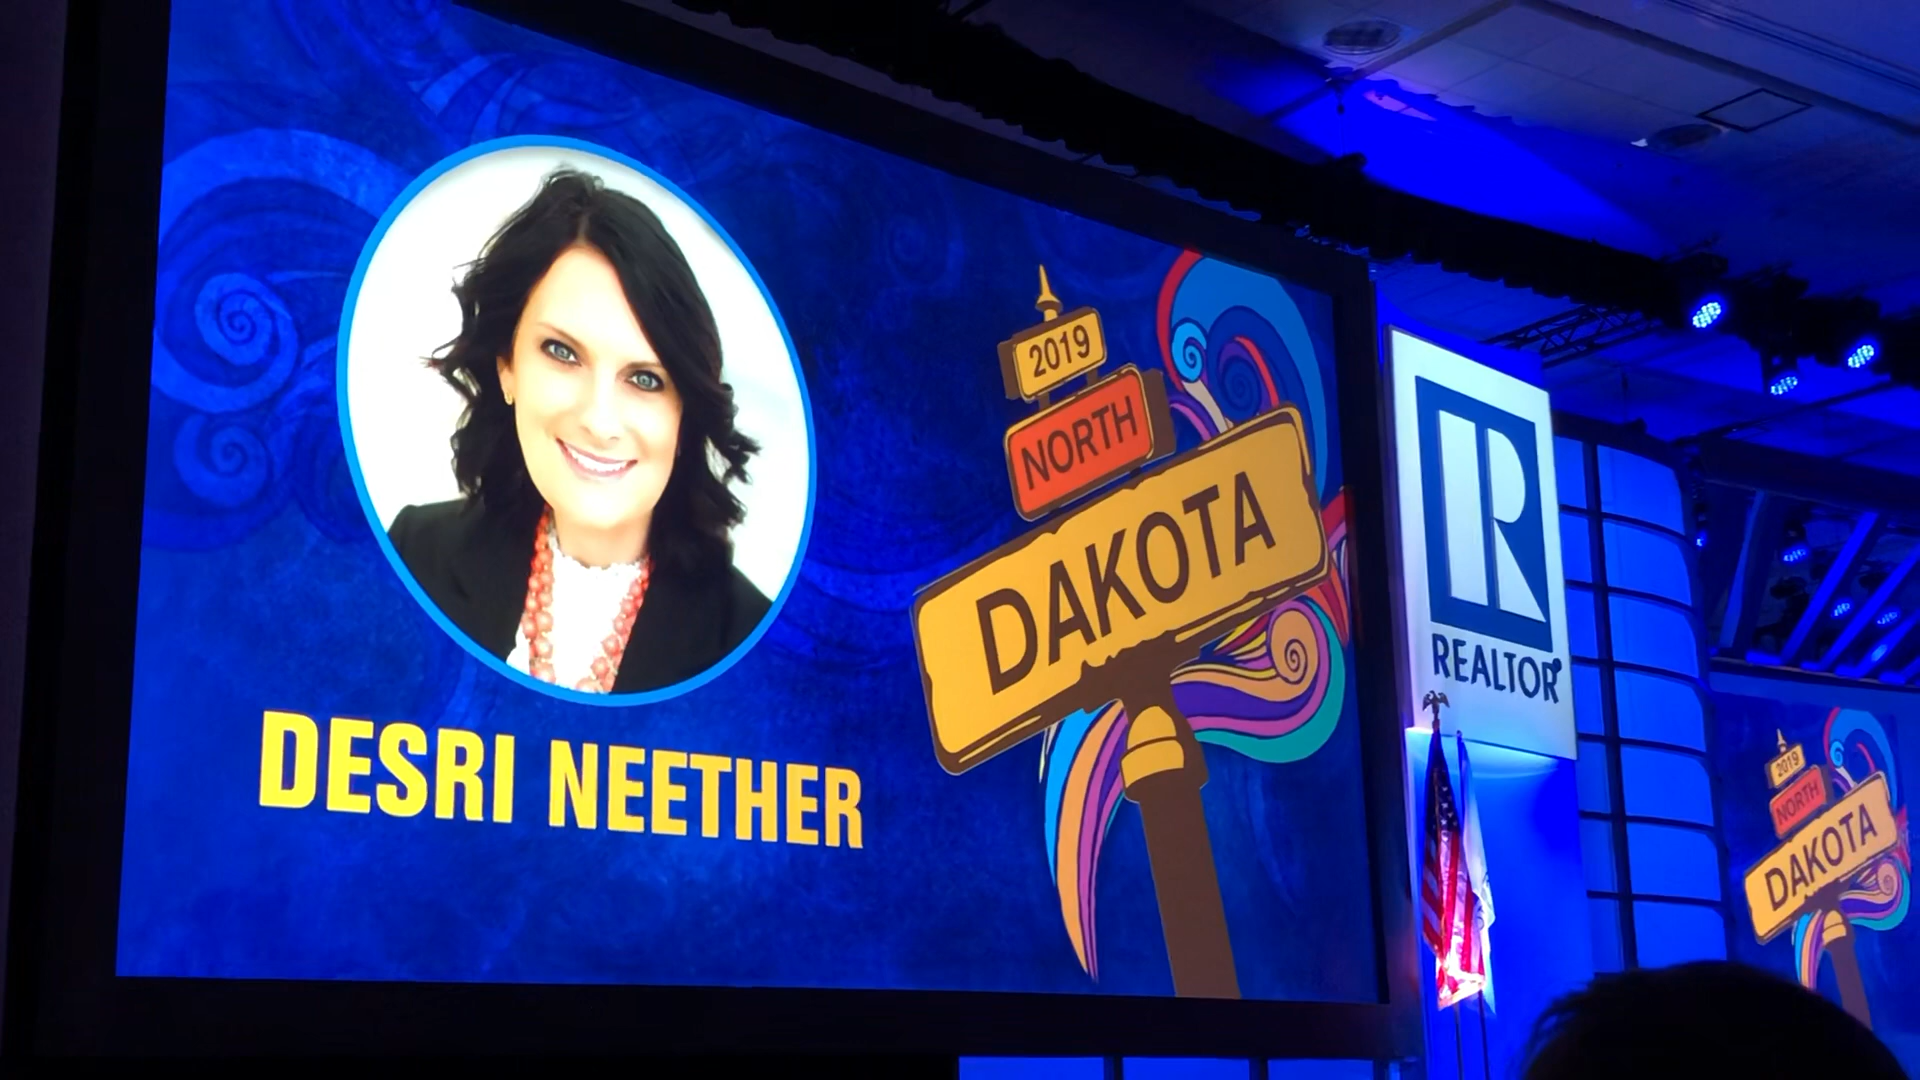 DESRI NEETHER
2019
NORTH
DAKOTA
R
REALTOR®
2019
NORTH
DAKOTA